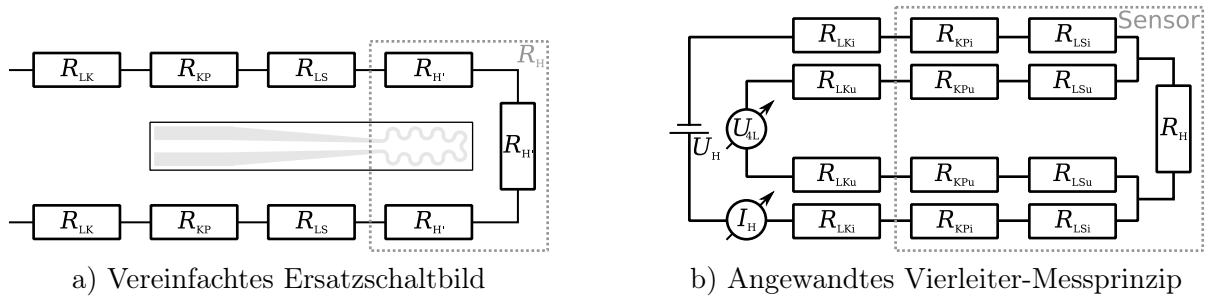 R_LK R_KP R_LS R_H' R_H
R_H'
R_LK R_KP R_LS R_H'
a) Vereinfachtes Ersatzschaltbild
Sensor
R_LKi R_KPi R_LSi
R_LKu R_KPu R_LSu
U_H U_4L R_H
R_LKu R_KPu R_LSu
I_H R_LKi R_KPi R_LSi
b) Angewandtes Vierleiter-Messprinzip